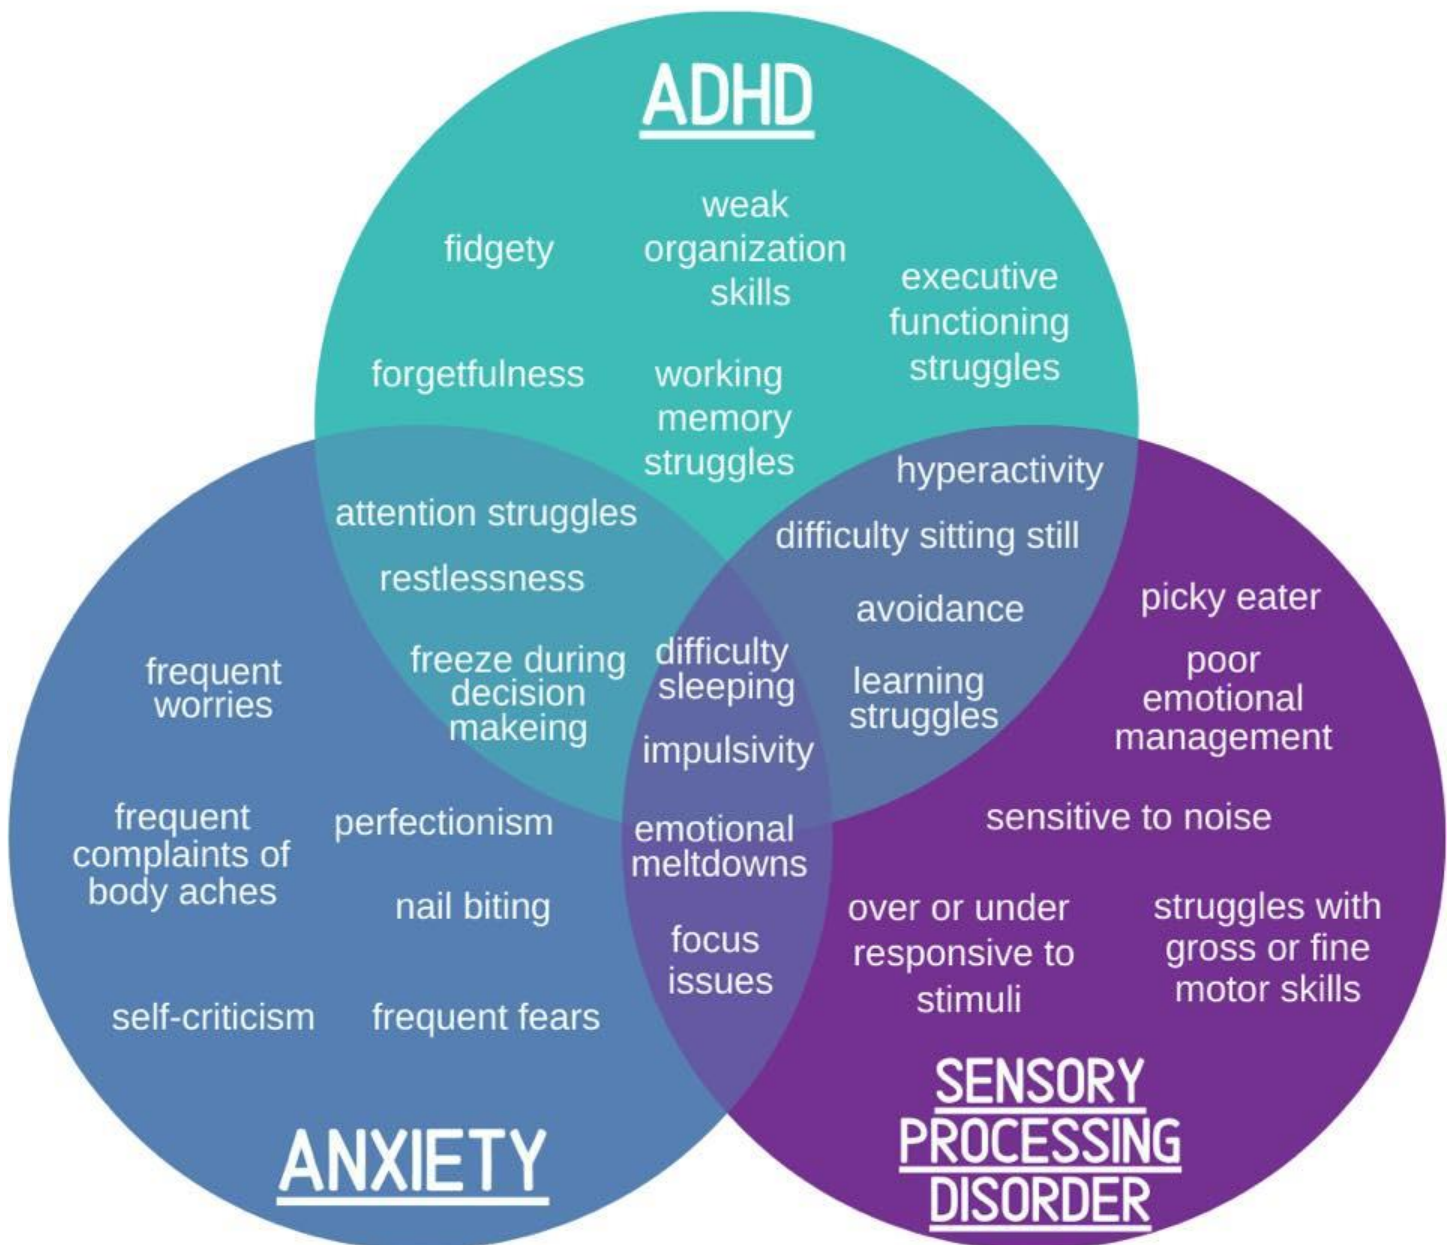 ADHD
fidgety
weak
organization
skills
executive
functioning
struggles
forgetfulness
working
memory
struggles
attention struggles
restlessness
freeze during
decision
makeing
hyperactivity
difficulty sitting still
avoidance
learning
struggles
difficulty
sleeping
impulsivity
emotional
meltdowns
focus
issues
frequent
worries
frequent
complaints of
body aches
perfectionism
nail biting
self-criticism
frequent fears
ANXIETY
picky eater
poor
emotional
management
sensitive to noise
over or under
responsive to
stimuli
struggles with
gross or fine
motor skills
SENSORY
PROCESSING
DISORDER